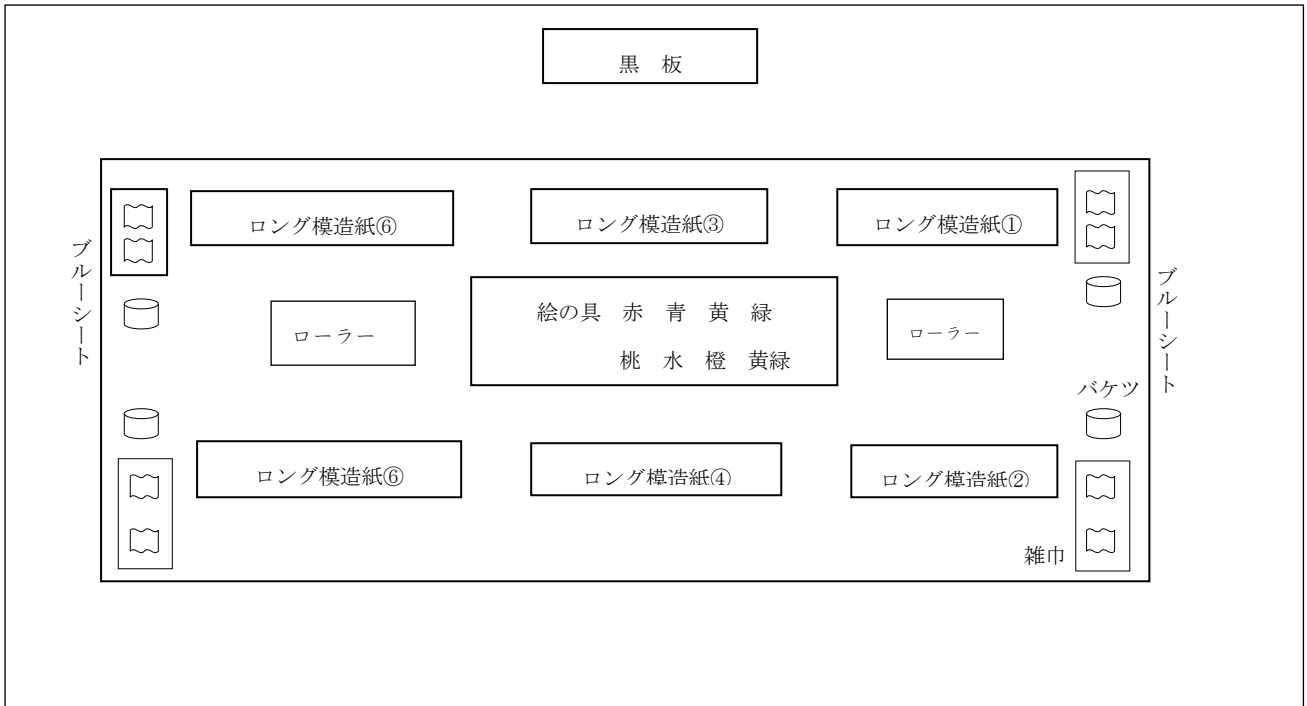 黒 板
ロング模造紙⑥
ロング模造紙③
ロング模造紙①
ブルーシート
ブルーシート
絵の具 赤 青 黄 緑
桃 水 橙 黄緑
ローラー
ローラー
バケツ
ロング模造紙⑥
ロング模造紙④
ロング模造紙②
雑巾